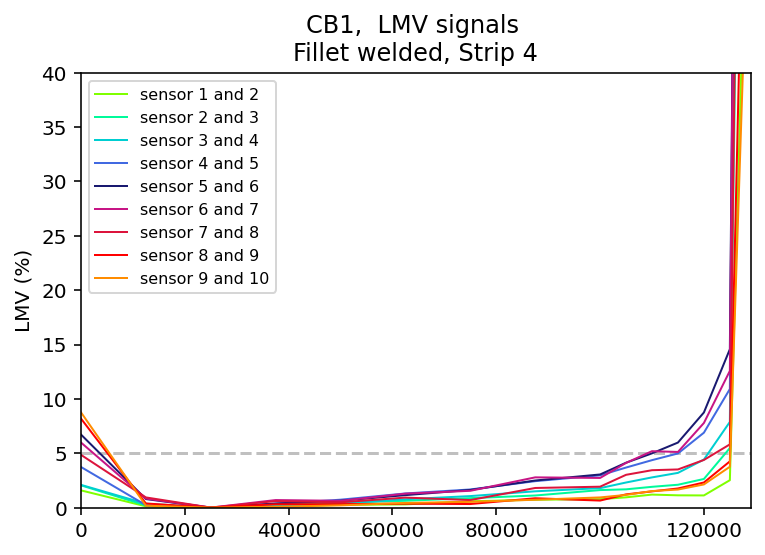 CB1,  LMV signals
Fillet welded, Strip 4
40
35
30
25
20
15
10
5
0
LMV (%)
sensor 1 and 2
sensor 2 and 3
sensor 3 and 4
sensor 4 and 5
sensor 5 and 6
sensor 6 and 7
sensor 7 and 8
sensor 8 and 9
sensor 9 and 10
0 20000 40000 60000 80000 100000 120000